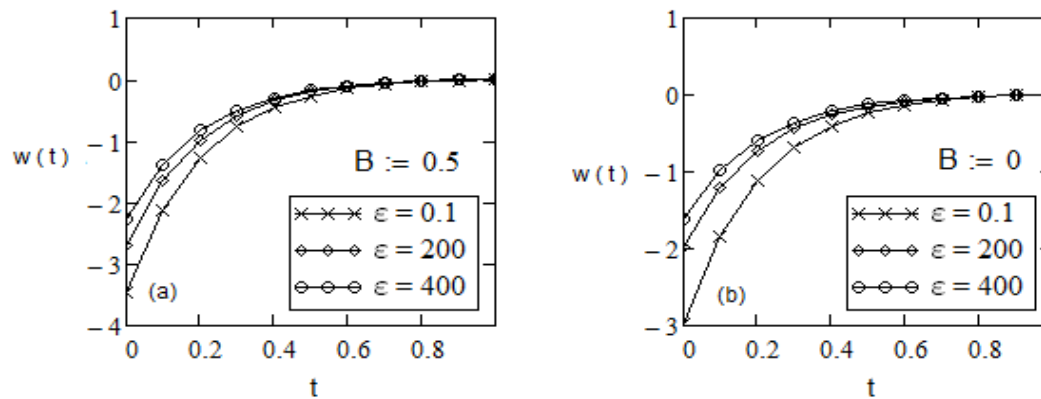 1
0
−1
−2
−3
−4
w ( t )
B := 0.5
ε = 0.1
ε = 200
ε = 400
(a)
0 0.2 0.4 0.6 0.8
t
1
0
−1
−2
−3
w ( t )
B := 0
ε = 0.1
ε = 200
ε = 400
(b)
0 0.2 0.4 0.6 0.8
t